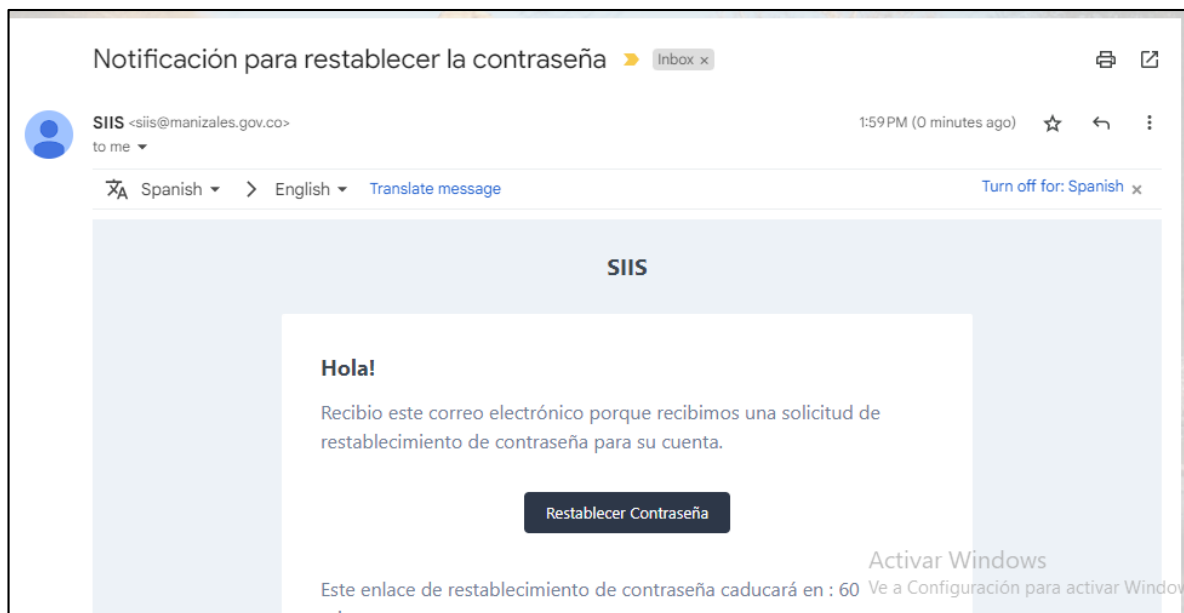 Notificación para restablecer la contraseña Inbox x
SIIS <siis@manizales.gov.co> 1:59 PM (0 minutes ago)
to me
Spanish English Translate message Turn off for: Spanish x
SIIS
Hola!
Recibio este correo electrónico porque recibimos una solicitud de
restablecimiento de contraseña para su cuenta.
Restablecer Contraseña
Activar Windows
Este enlace de restablecimiento de contraseña caducará en : 60
Ve a Configuración para activar Window